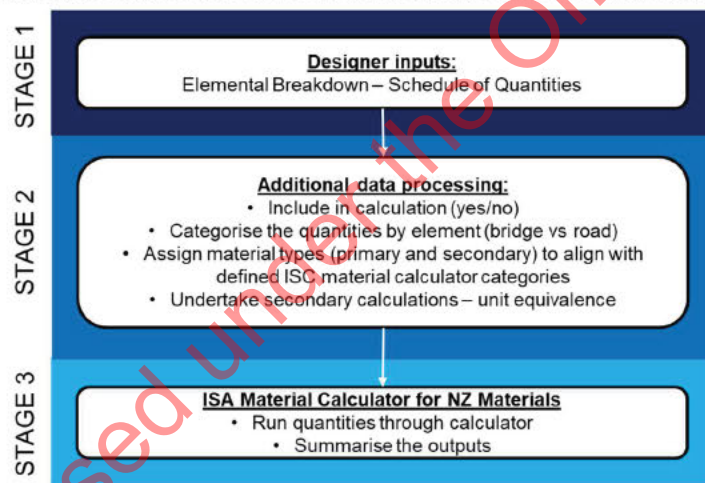 STAGE 1
Designer inputs:
Elemental Breakdown – Schedule of Quantities
STAGE 2
Additional data processing:
• Include in calculation (yes/no)
• Categorise the quantities by element (bridge vs road)
• Assign material types (primary and secondary) to align with
defined ISC material calculator categories
• Undertake secondary calculations – unit equivalence
STAGE 3
ISA Material Calculator for NZ Materials
• Run quantities through calculator
• Summarise the outputs
sed under the O